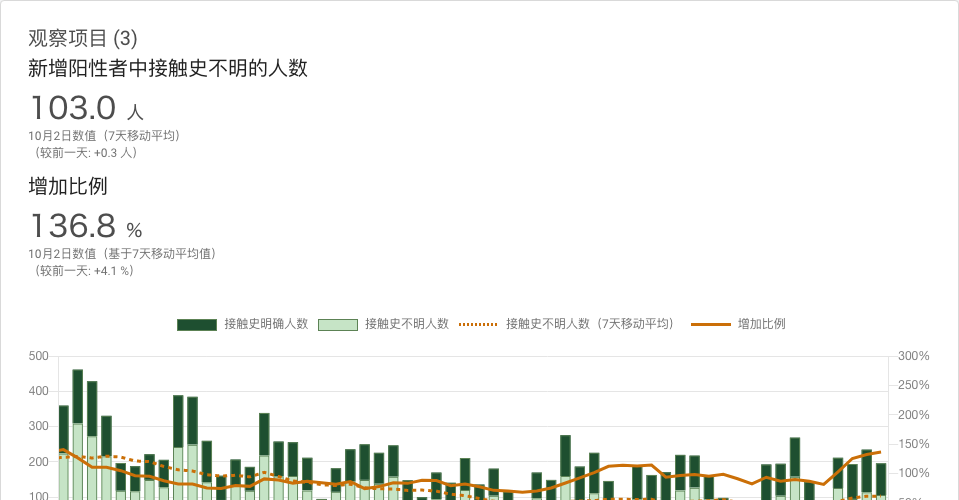 观察项目 (3)
新增阳性者中接触史不明的人数
103.0 人
10月2日数值（7天移动平均）
（较前一天: +0.3 人）
增加比例
136.8 %
10月2日数值（基于7天移动平均值）
（较前一天: +4.1 %）
接触史明确人数 接触史不明人数 接触史不明人数（7天移动平均） 增加比例
500 300%
250%
400
200%
300
150%
200
100%
100